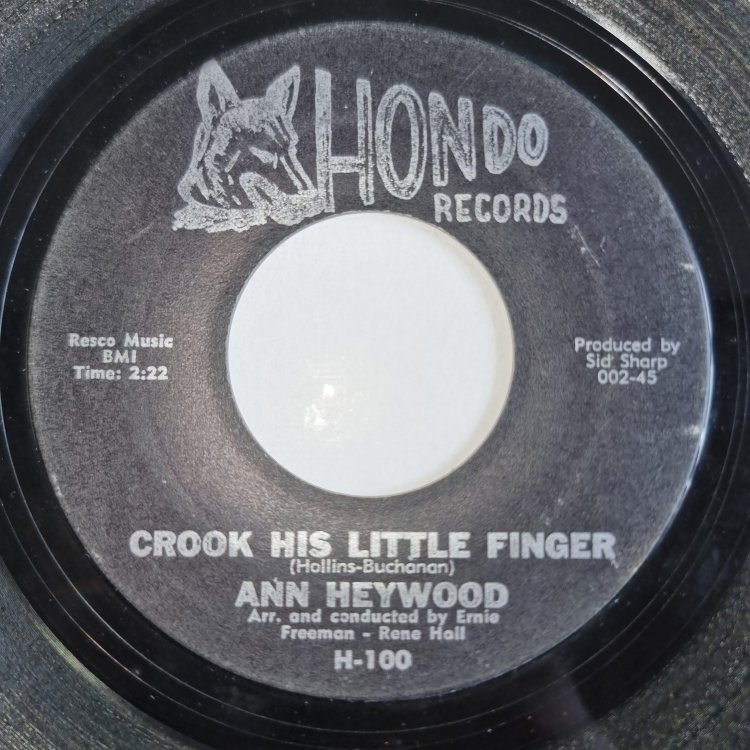 HONDO
RECORDS
Resco Music
BMI
Time: 2:22
Produced by
Sid Sharp
002-45
CROOK HIS LITTLE FINGER
(Hollins-Buchanan)
ANN HEYWOOD
Arr. and conducted by Ernie
Freeman - Rene Hall
H-100